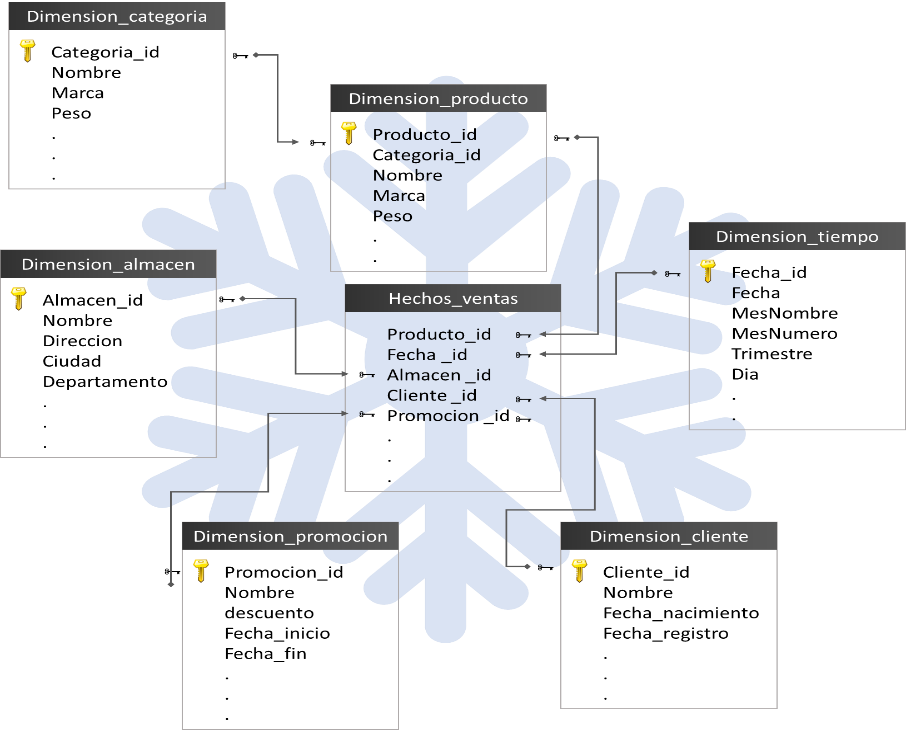 Dimension_categoria
Categoria_id
Nombre
Marca
Peso
.
.
.
Dimension_producto
Producto_id
Categoria_id
Nombre
Marca
Peso
.
.
Dimension_tiempo
Fecha_id
Fecha
MesNombre
MesNumero
Trimestre
Dia
.
.
Dimension_almacen
Almacen_id
Nombre
Direccion
Ciudad
Departamento
.
.
.
Hechos_ventas
Producto_id
Fecha _id
Almacen _id
Cliente _id
Promocion _id
.
.
.
Dimension_promocion
Promocion_id
Nombre
descuento
Fecha_inicio
Fecha_fin
.
.
.
Dimension_cliente
Cliente_id
Nombre
Fecha_nacimiento
Fecha_registro
.
.
.